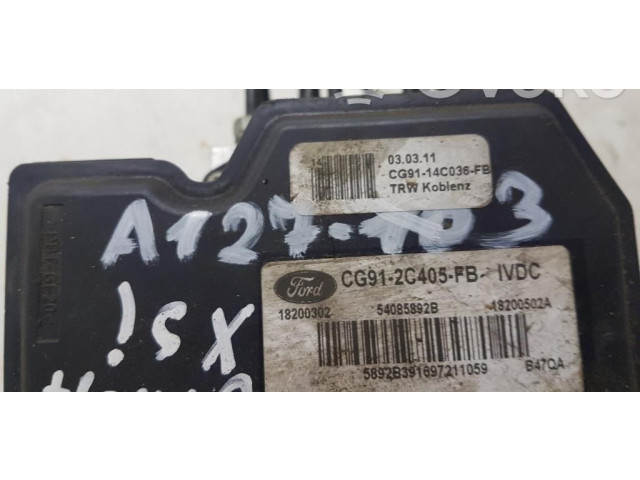 03.03.11
CG91-14C036-FB
TRW Koblenz
A127-103
Ford
CG91-2C405-FB- IVDC
18200302 54085892B 18200502A
5892B391697211059 B47QA
X S!